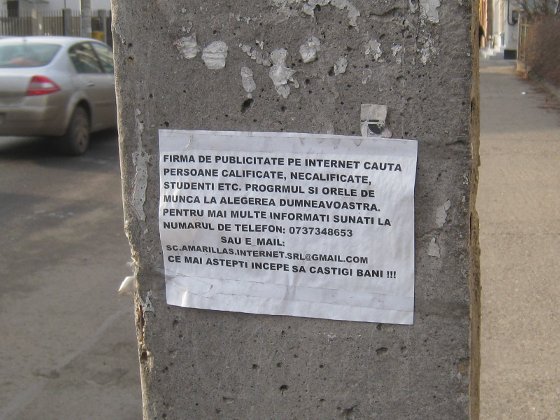 FIRMA DE PUBLICITATE PE INTERNET CAUTA
PERSOANE CALIFICATE, NECALIFICATE,
STUDENTI ETC. PROGRMUL SI ORELE DE
MUNCA LA ALEGEREA DUMNEAVOASTRA.
PENTRU MAI MULTE INFORMATI SUNATI LA
NUMARUL DE TELEFON: 0737348653
SAU E_MAIL:
SC.AMARILLAS.INTERNET.SRL@GMAIL.COM
CE MAI ASTEPTI INCEPE SA CASTIGI BANI !!!